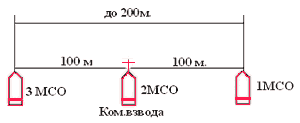 до 200м.
100 м 100 м.
3 МСО 2МСО 1МСО
Ком.взвода